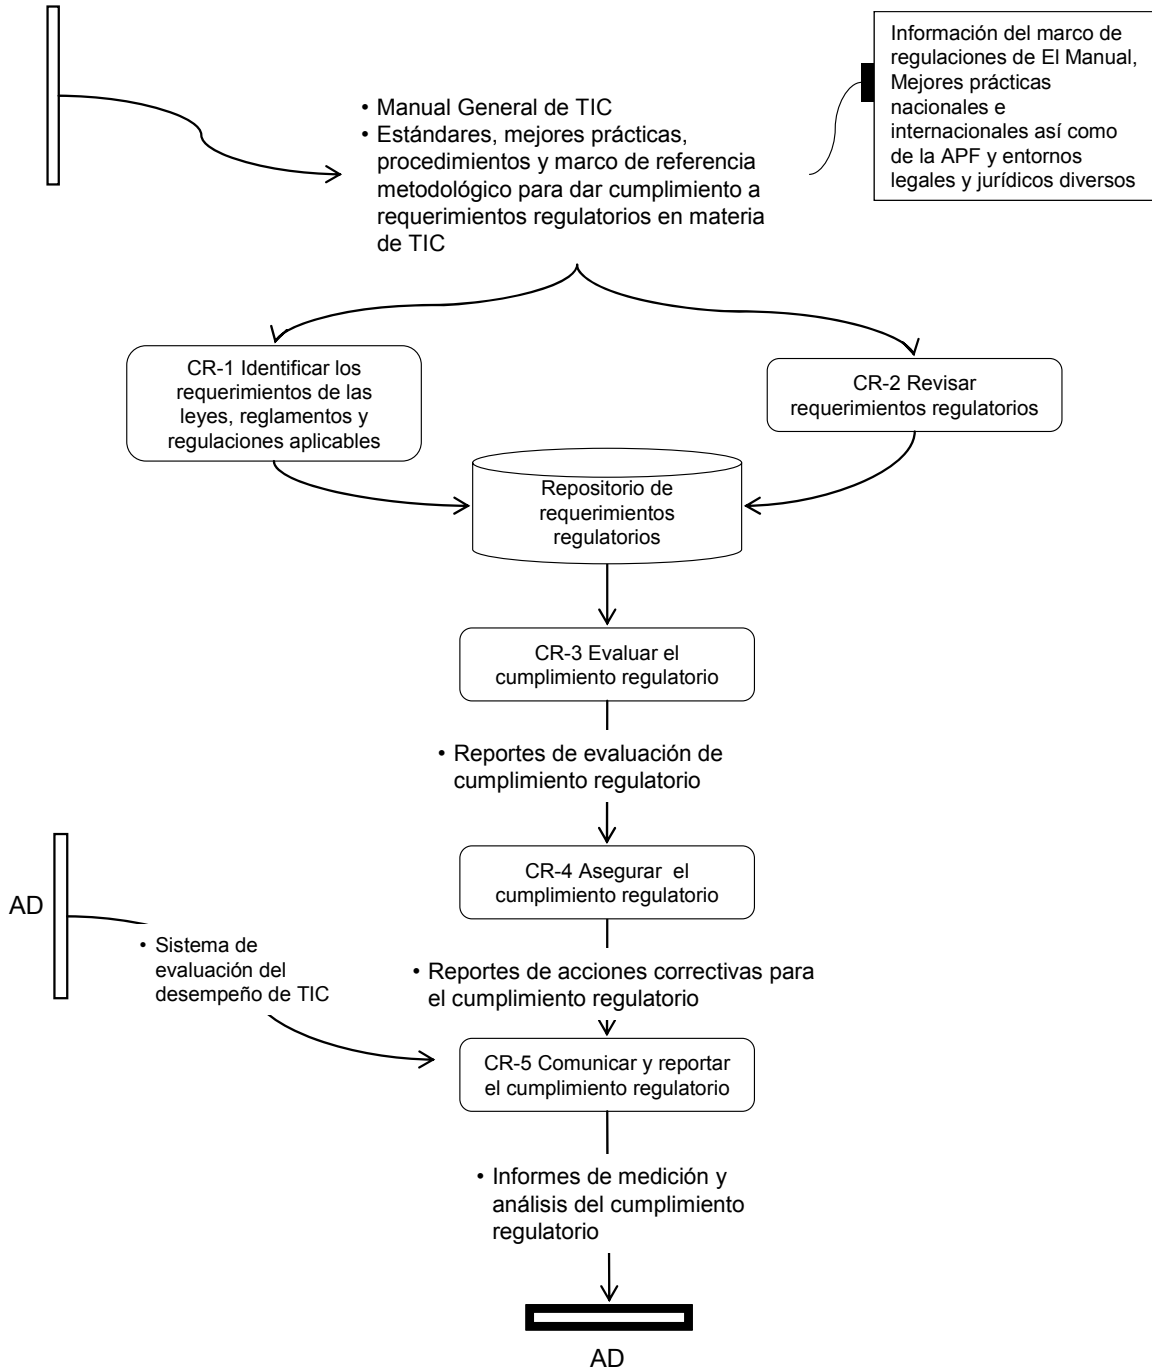 Información del marco de
regulaciones de El Manual,
Mejores prácticas
nacionales e
internacionales así como
de la APF y entornos
legales y jurídicos diversos
• Manual General de TIC
• Estándares, mejores prácticas,
procedimientos y marco de referencia
metodológico para dar cumplimiento a
requerimientos regulatorios en materia
de TIC
CR-1 Identificar los
requerimientos de las
leyes, reglamentos y
regulaciones aplicables
CR-2 Revisar
requerimientos regulatorios
Repositorio de
requerimientos
regulatorios
CR-3 Evaluar el
cumplimiento regulatorio
• Reportes de evaluación de
cumplimiento regulatorio
CR-4 Asegurar el
cumplimiento regulatorio
AD
• Sistema de
evaluación del
desempeño de TIC
• Reportes de acciones correctivas para
el cumplimiento regulatorio
CR-5 Comunicar y reportar
el cumplimiento regulatorio
• Informes de medición y
análisis del cumplimiento
regulatorio
AD